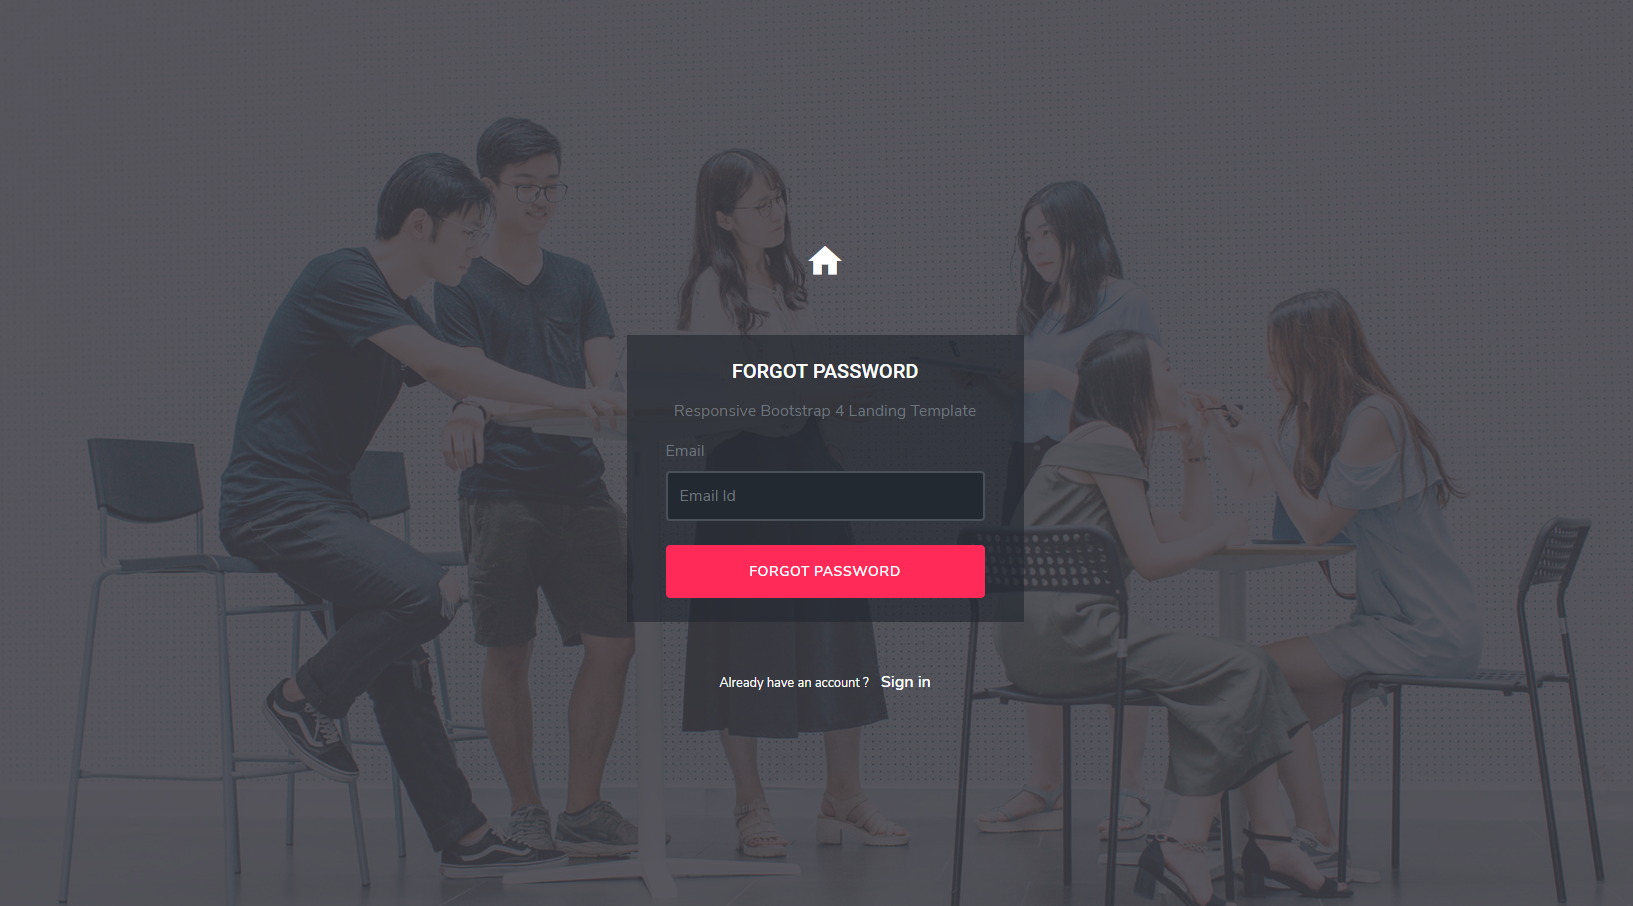 FORGOT PASSWORD
Responsive Bootstrap 4 Landing Template
Email
Email Id
FORGOT PASSWORD
Already have an account ? Sign in